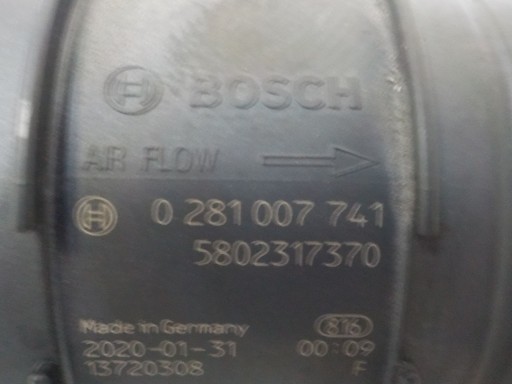 BOSCH
AIR FLOW
0 281 007 741
5802317370
Made in Germany 816
2020-01-31 00:09
13720308 F